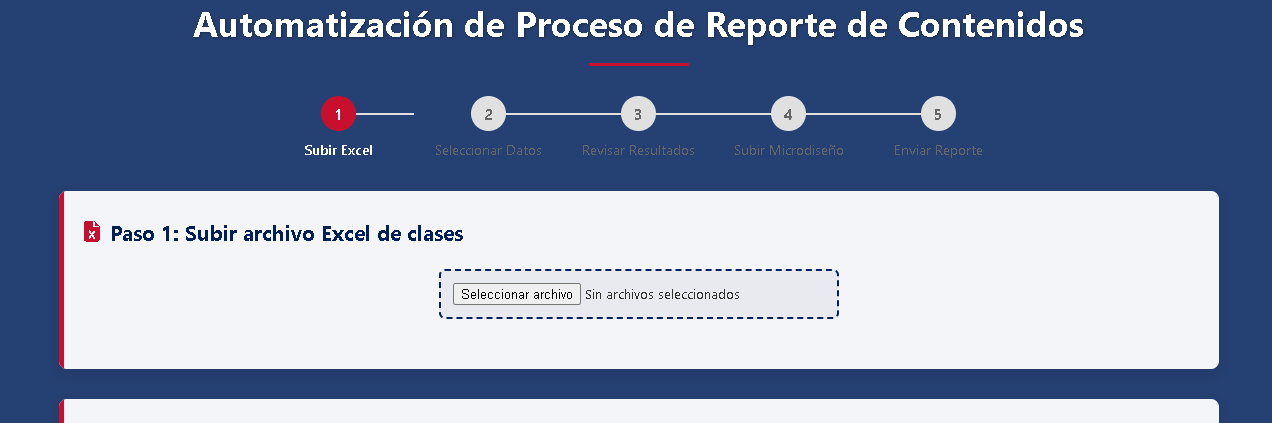 Automatización de Proceso de Reporte de Contenidos
1 2 3 4 5
Subir Excel Seleccionar Datos Revisar Resultados Subir Microdiseño Enviar Reporte
Paso 1: Subir archivo Excel de clases
Seleccionar archivo Sin archivos seleccionados